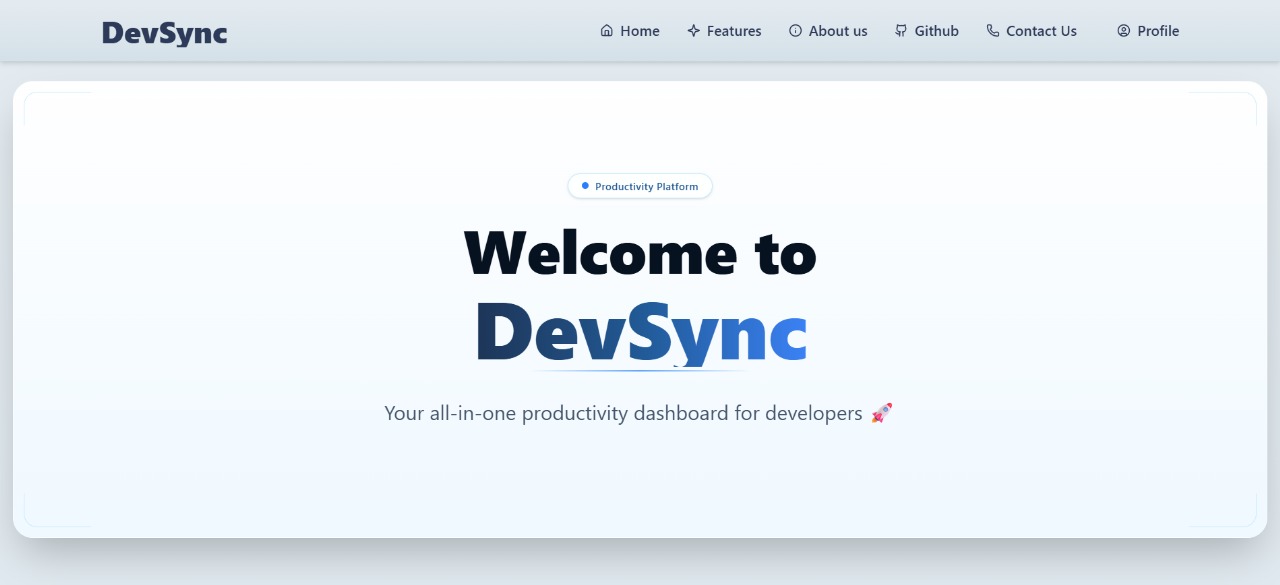 DevSync
Home Features About us Github Contact Us Profile
Productivity Platform
Welcome to
DevSync
Your all-in-one productivity dashboard for developers 🚀